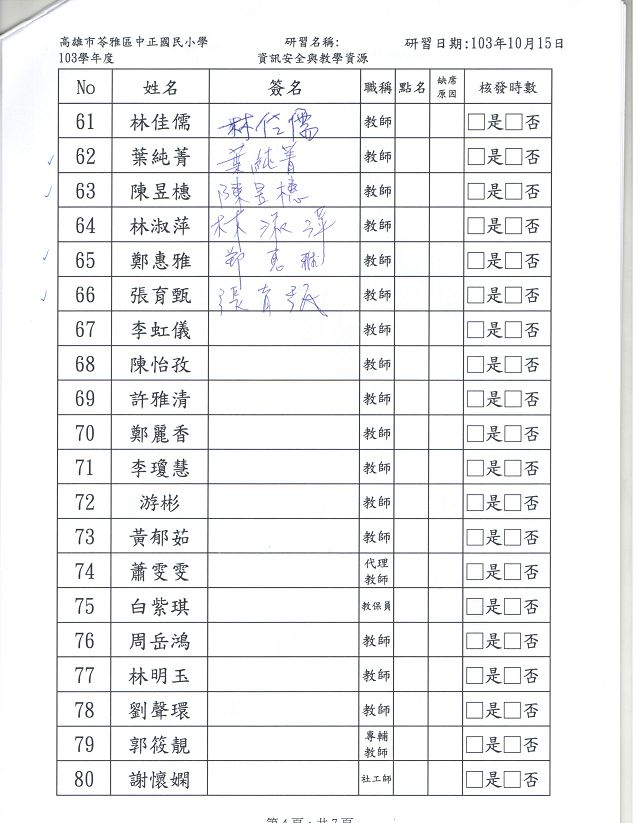 高雄市苓雅區中正國民小學 研習名稱: 研習日期:103年10月15日
103學年度 資訊安全與教學資源
No 姓名 簽名 職稱 點名 缺席原因 核發時數
61 林佳儒 林佳儒 教師 □是□否
62 葉純菁 葉純菁 教師 □是□否
63 陳昱穗 陳昱穗 教師 □是□否
64 林淑萍 林淑萍 教師 □是□否
65 鄭惠雅 鄭惠雅 教師 □是□否
66 張育甄 張育甄 教師 □是□否
67 李虹儀 教師 □是□否
68 陳怡孜 教師 □是□否
69 許雅清 教師 □是□否
70 鄭麗香 教師 □是□否
71 李瓊慧 教師 □是□否
72 游彬 教師 □是□否
73 黃郁茹 教師 □是□否
74 蕭雯雯 代理教師 □是□否
75 白紫琪 教保員 □是□否
76 周岳鴻 教師 □是□否
77 林明玉 教師 □是□否
78 劉聲環 教師 □是□否
79 郭筱靚 專輔教師 □是□否
80 謝懷嫻 社工師 □是□否
第4頁，共7頁